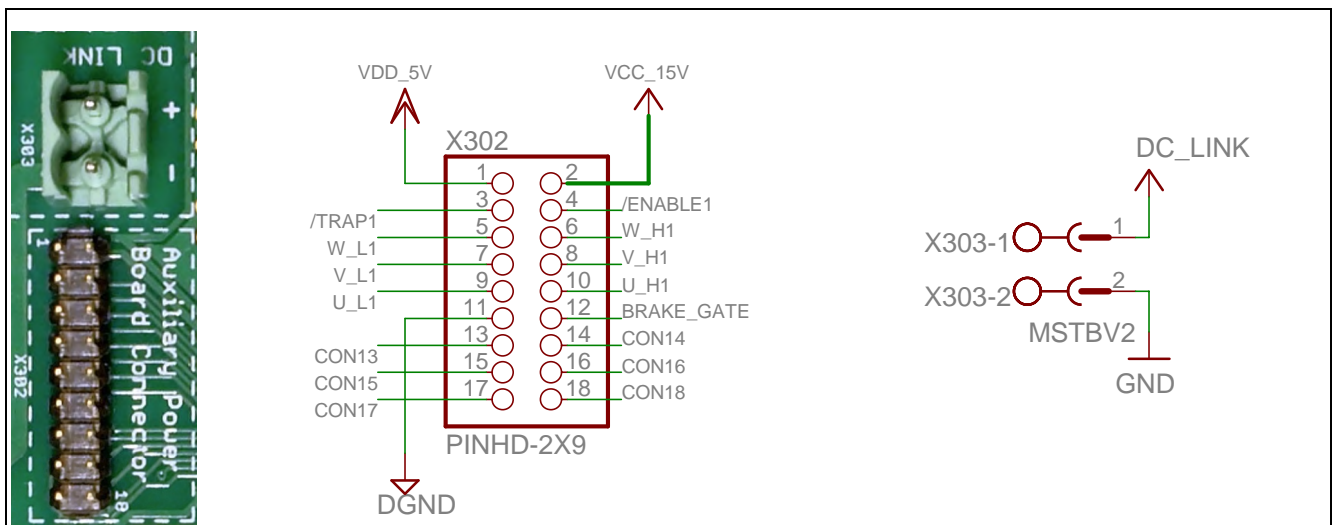 DC LINK
+
-
X303
1
X302
Auxiliary Power
Board Connector
18
VDD_5V
VCC_15V
X302
1
2
3
4
/TRAP1
/ENABLE1
5
6
W_L1
W_H1
7
8
V_L1
V_H1
9
10
U_L1
U_H1
11
12
BRAKE_GATE
13
14
CON13
CON14
15
16
CON15
CON16
17
18
CON17
CON18
PINHD-2X9
DGND
DC_LINK
X303-1
1
X303-2
2
MSTBV2
GND